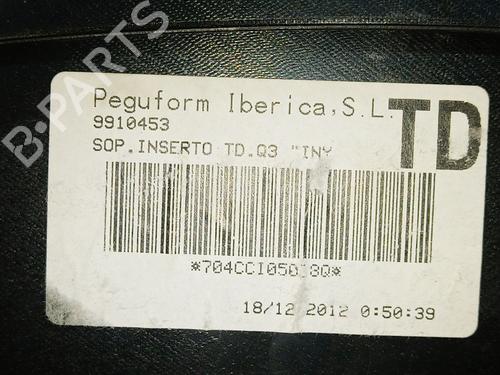 Peguform Iberica,S.L.
TD
9910453
SOP.INSERTO TD.Q3 "INY
18/12 2012 0:50:39
B-PARTS